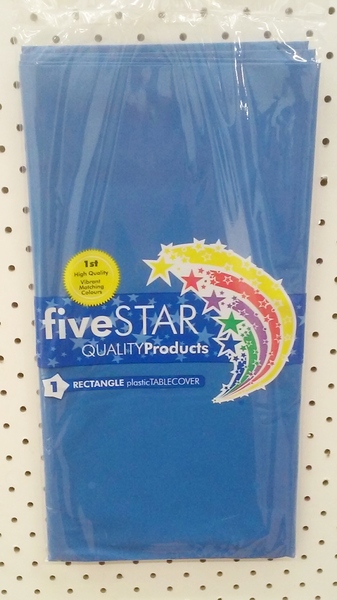 1st
High Quality
Vibrant
Matching
Colours
fiveSTAR
QUALITYProducts
1 RECTANGLE plasticTABLECOVER